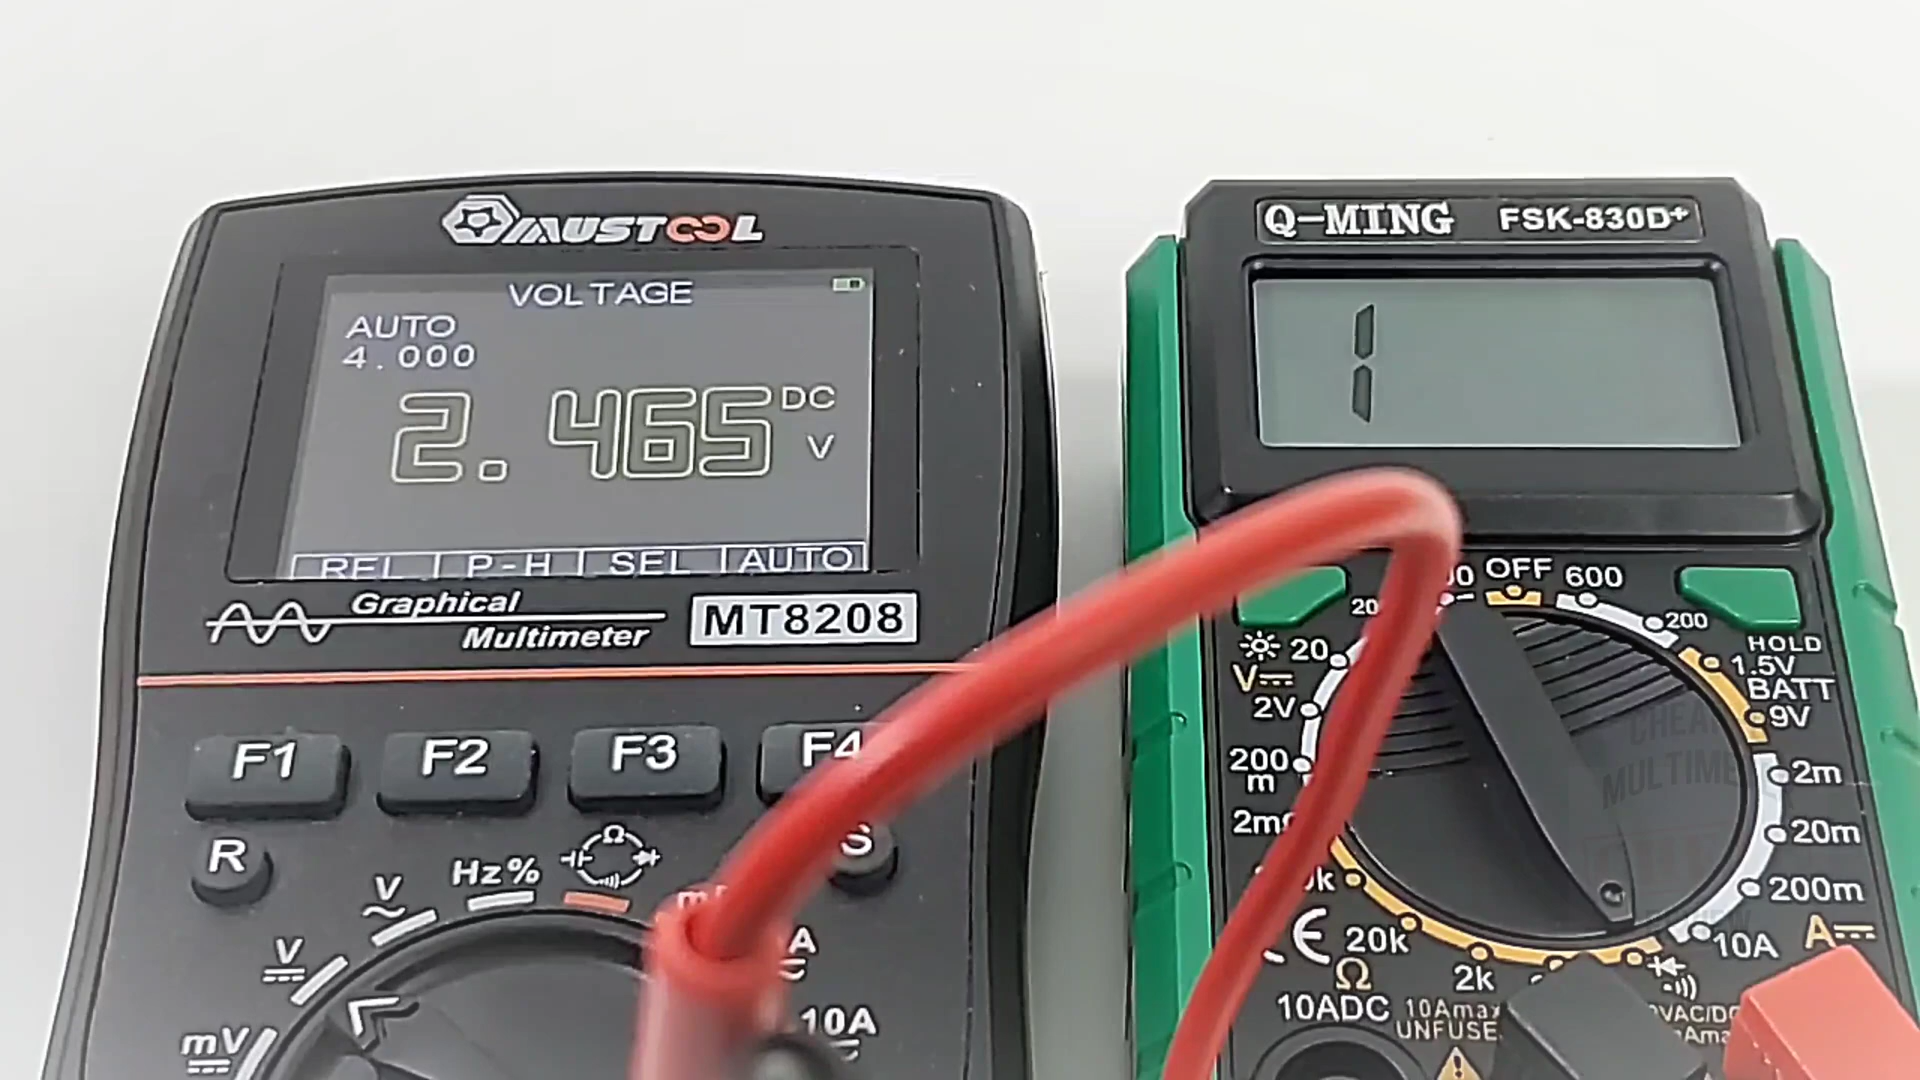 MUSTOOL
VOLTAGE
AUTO
4.000
2.465 DC
V
REL P-H SEL AUTO
Graphical
Multimeter
MT8208
F1 F2 F3 F4
R
S
Hz%
Ω
V
V
mV
10A
Q-MING FSK-830D+
1
OFF 600
200
HOLD
20
V
2V
200
m
1.5V
BATT
9V
2m
20m
200m
10A
A
CE
20k
2k
Ω
10ADC
10Amax
MULTIME